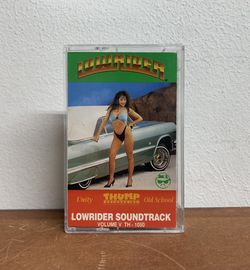 LOWRIDER
Unity THUMP Old School
LOWRIDER SOUNDTRACK
VOLUME V TH - 1050